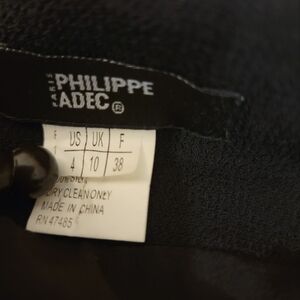 PARIS
PHILIPPE
ADEC ®
US UK F
4 10 38
DRY CLEAN ONLY
MADE IN CHINA
RN 47485